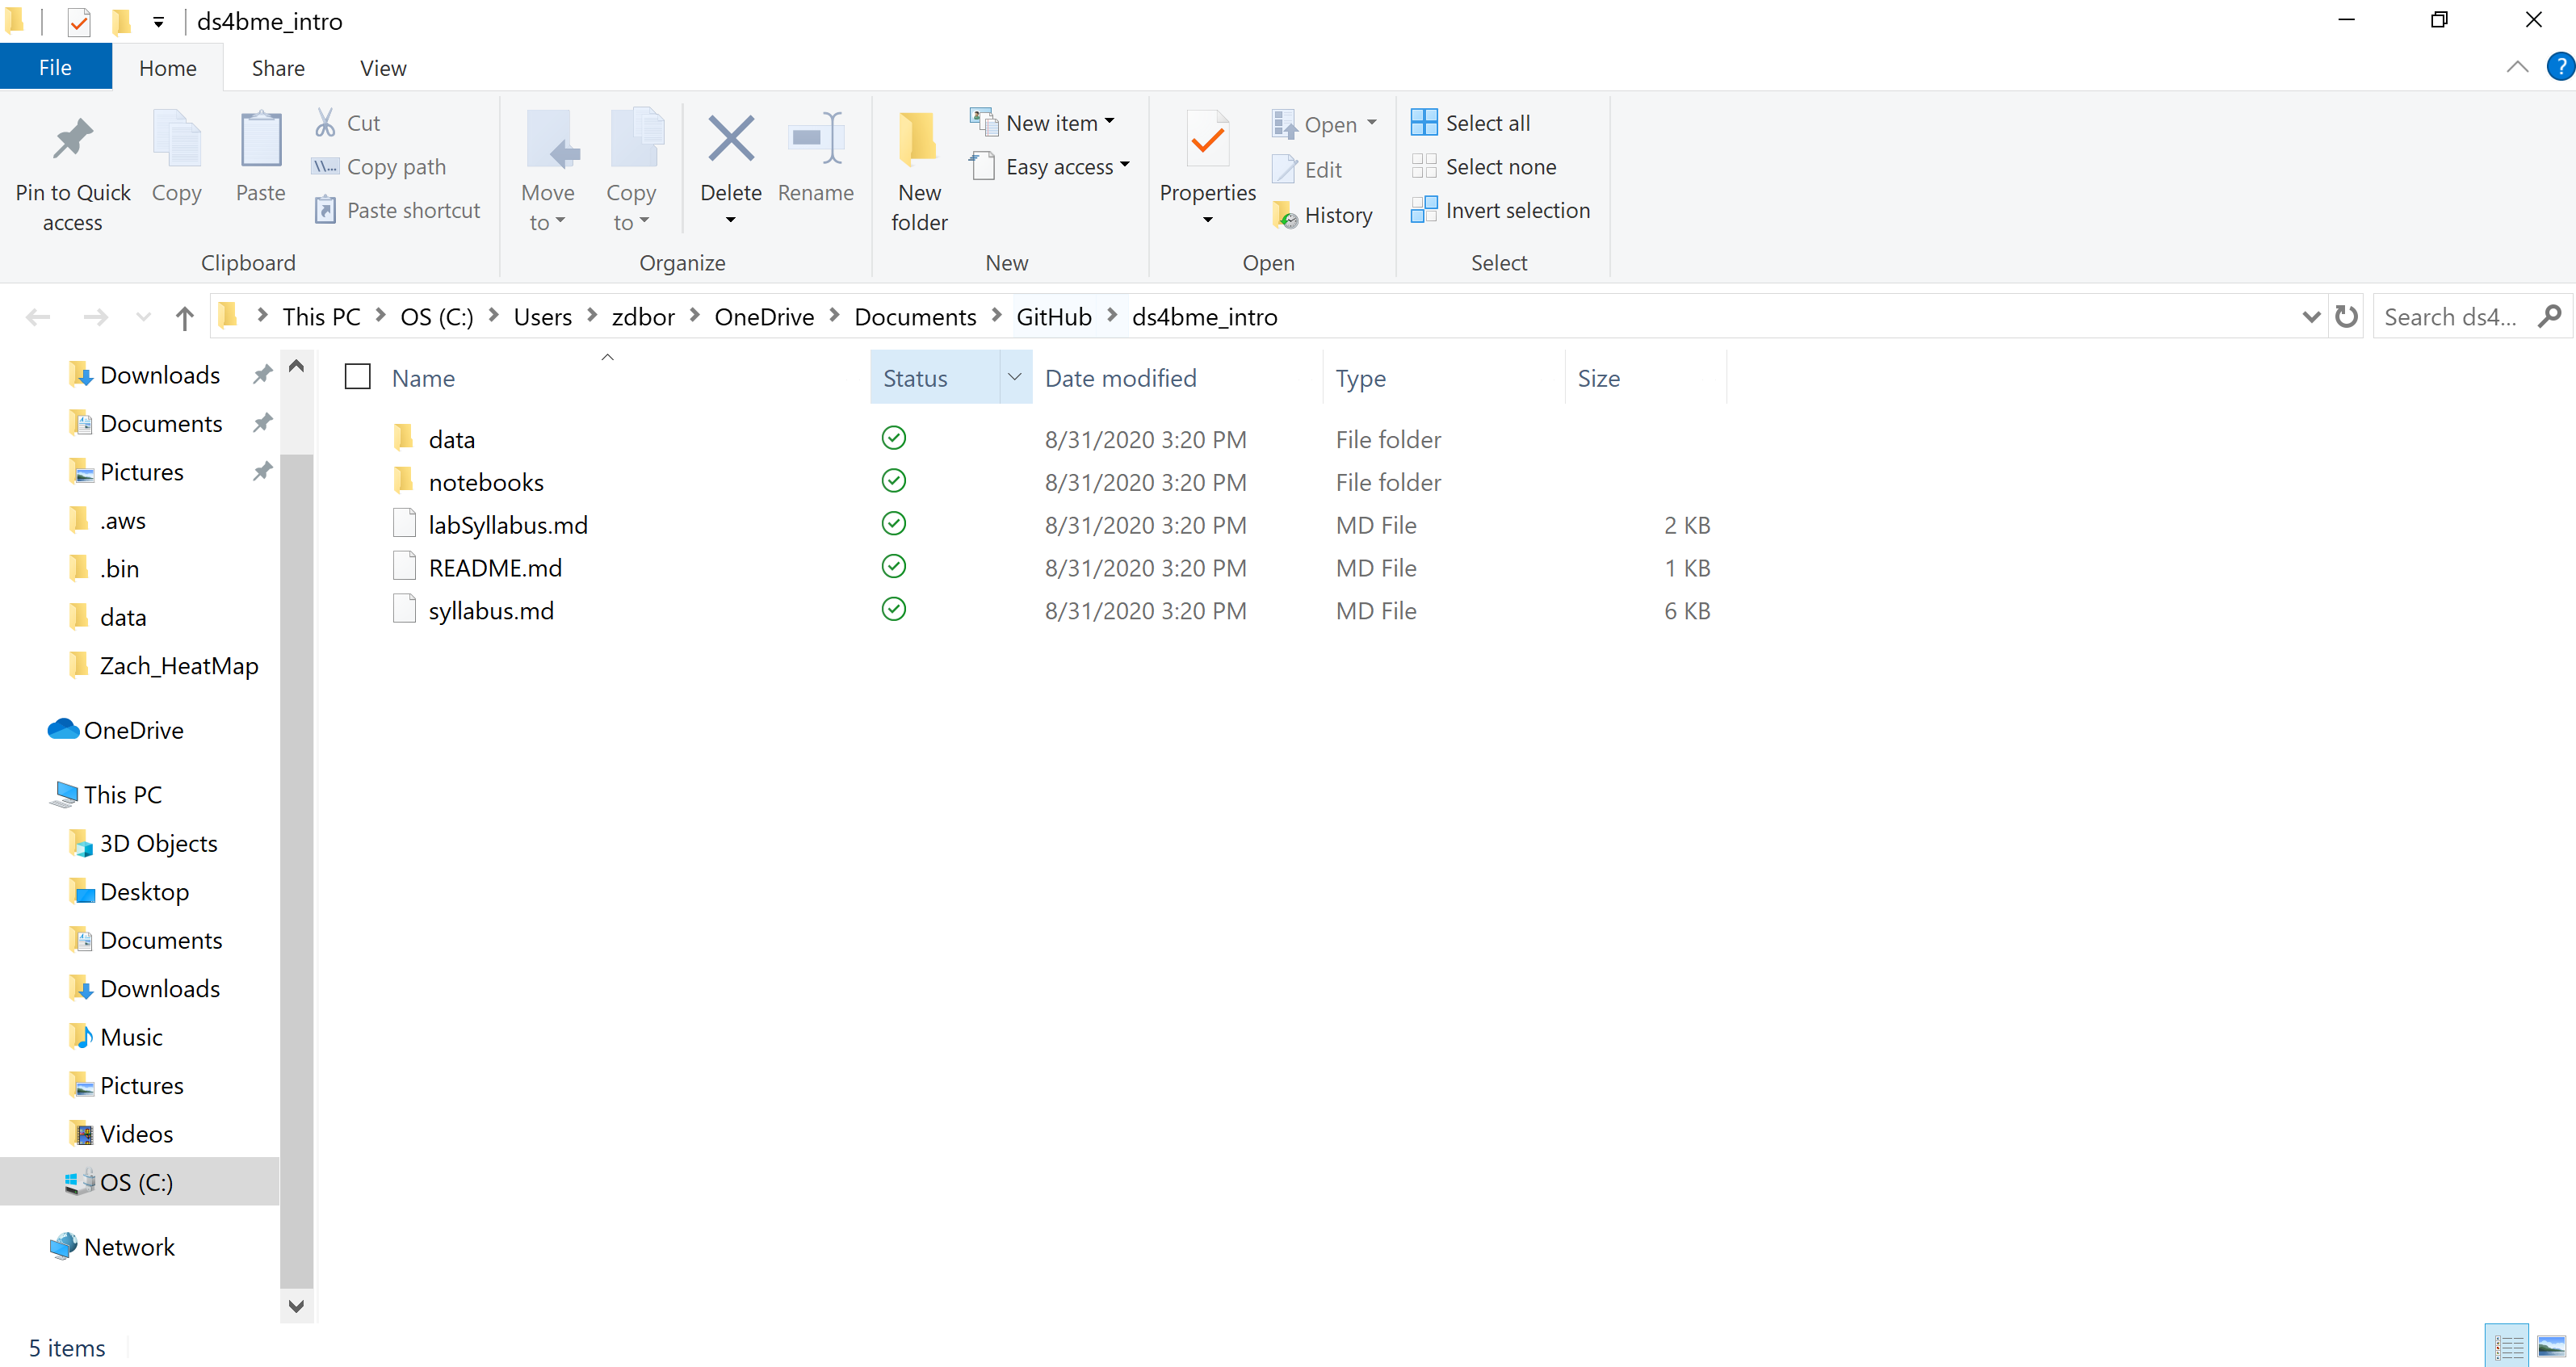 ds4bme_intro
File Home Share View
?
Pin to Quick access
Copy
Paste
Cut
Copy path
Paste shortcut
Clipboard
Move to
Copy to
Delete
Rename
Organize
New folder
New item
Easy access
New
Properties
Open
Edit
History
Open
Select all
Select none
Invert selection
Select
This PC OS (C:) Users zdbor OneDrive Documents GitHub ds4bme_intro
Search ds4...
Downloads
Documents
Pictures
.aws
.bin
data
Zach_HeatMap
OneDrive
This PC
3D Objects
Desktop
Documents
Downloads
Music
Pictures
Videos
OS (C:)
Network
Name Status Date modified Type Size
data 8/31/2020 3:20 PM File folder
notebooks 8/31/2020 3:20 PM File folder
labSyllabus.md 8/31/2020 3:20 PM MD File 2 KB
README.md 8/31/2020 3:20 PM MD File 1 KB
syllabus.md 8/31/2020 3:20 PM MD File 6 KB
5 items